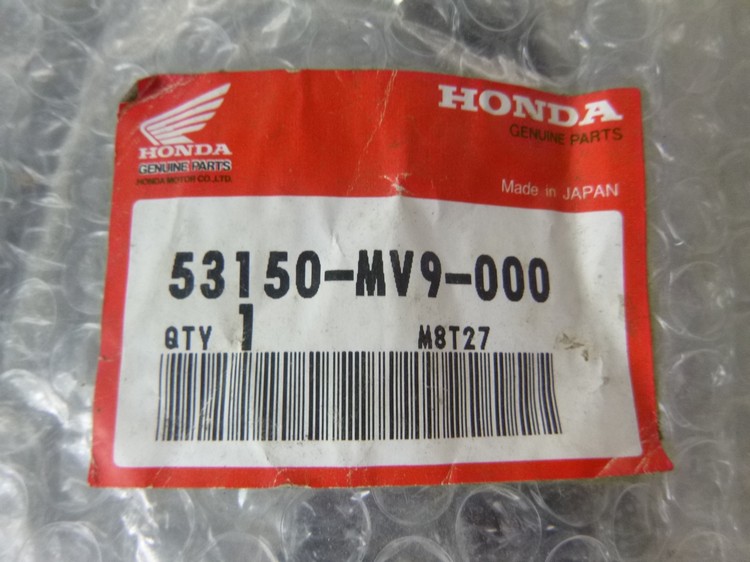 HONDA
GENUINE PARTS
HONDA MOTOR CO.,LTD.
HONDA
GENUINE PARTS
Made in JAPAN
53150-MV9-000
QTY 1 M8T27